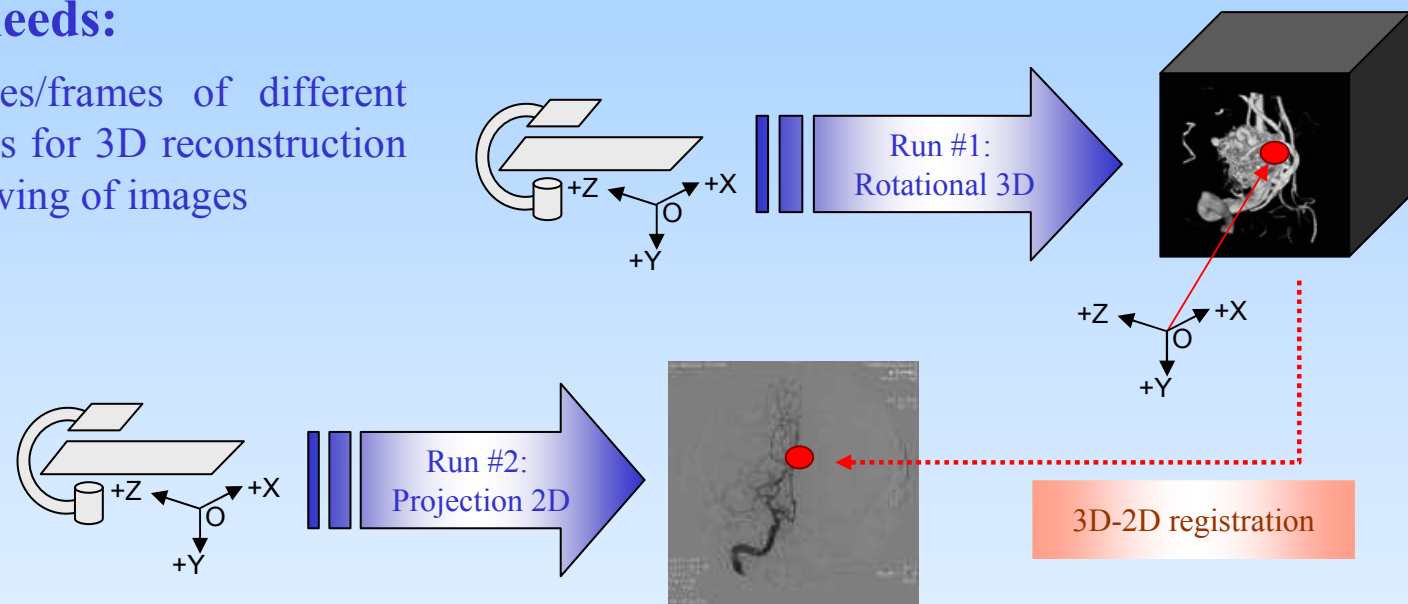 es/frames of different
s for 3D reconstruction
ving of images
+Z
+X
O
+Y
Run #1:
Rotational 3D
+Z
+X
O
+Y
+Z
+X
O
+Y
Run #2:
Projection 2D
3D-2D registration